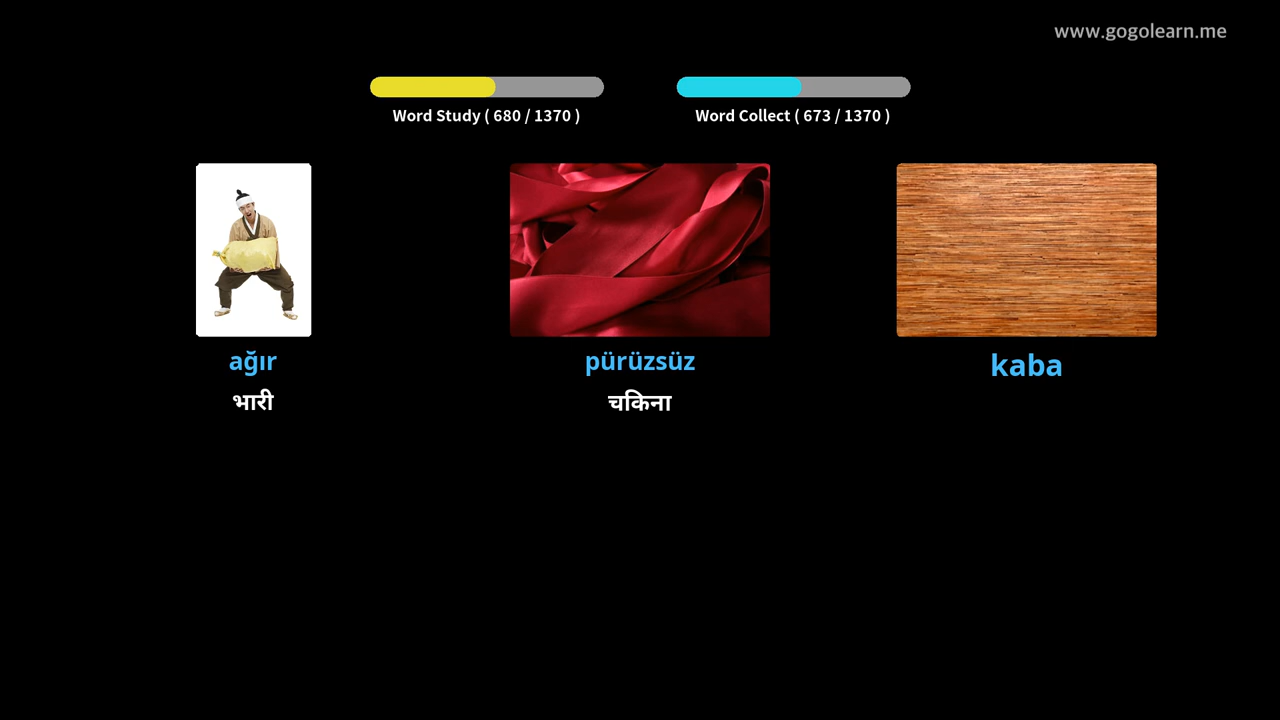 www.gogolearn.me
Word Study ( 680 / 1370 )
Word Collect ( 673 / 1370 )
ağır
pürüzsüz
kaba
भारी
चिकना